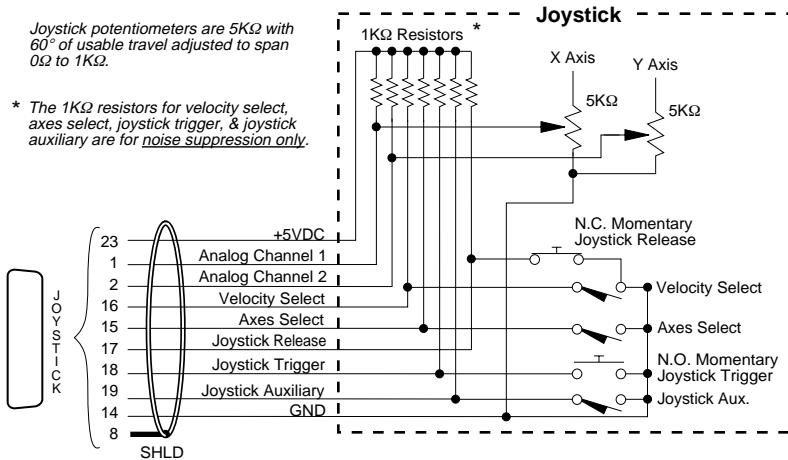 Joystick potentiometers are 5KΩ with
60° of usable travel adjusted to span
0Ω to 1KΩ.
* The 1KΩ resistors for velocity select,
axes select, joystick trigger, & joystick
auxiliary are for noise suppression only.
Joystick
1KΩ Resistors *
X Axis
Y Axis
5KΩ
5KΩ
N.C. Momentary
Joystick Release
Velocity Select
Axes Select
N.O. Momentary
Joystick Trigger
Joystick Aux.
JOYSTICK
23 +5VDC
1 Analog Channel 1
2 Analog Channel 2
16 Velocity Select
15 Axes Select
17 Joystick Release
18 Joystick Trigger
19 Joystick Auxiliary
14 GND
8
SHLD